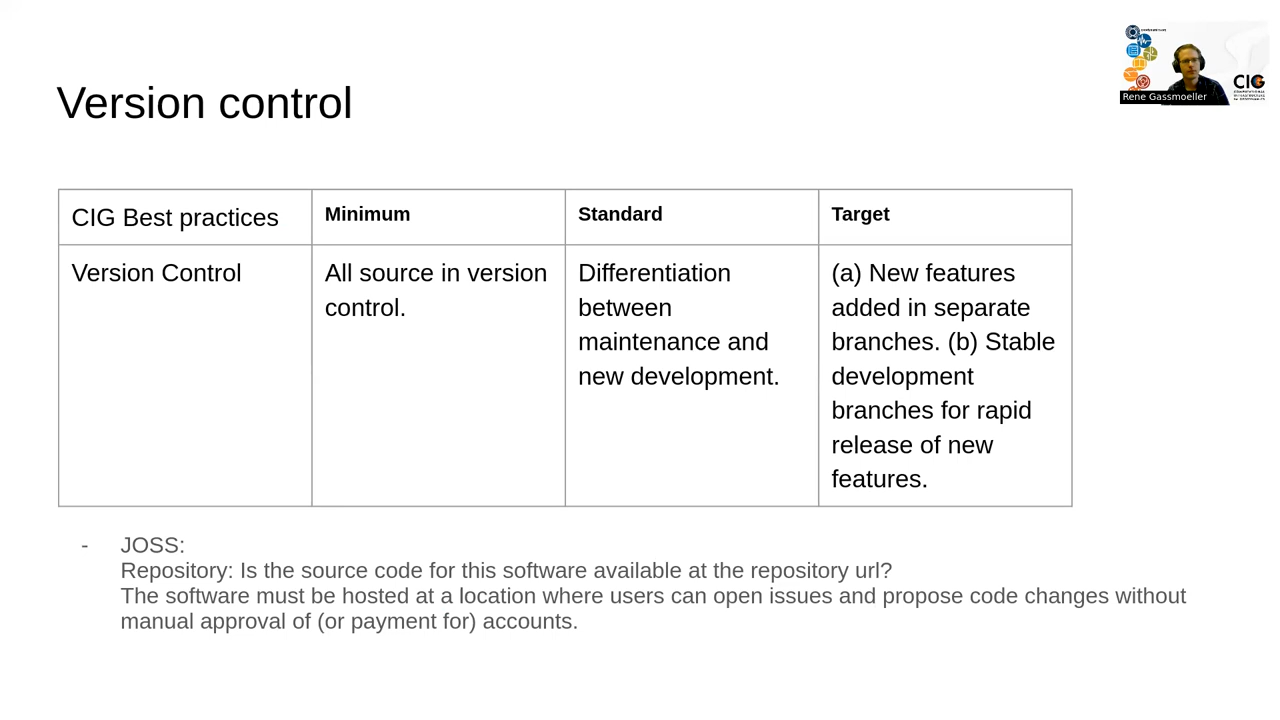 Version control
Rene Gassmoeller
CIG
CIG Best practices
Minimum
Standard
Target
Version Control
All source in version
control.
Differentiation
between
maintenance and
new development.
(a) New features
added in separate
branches. (b) Stable
development
branches for rapid
release of new
features.
- JOSS:
Repository: Is the source code for this software available at the repository url?
The software must be hosted at a location where users can open issues and propose code changes without
manual approval of (or payment for) accounts.